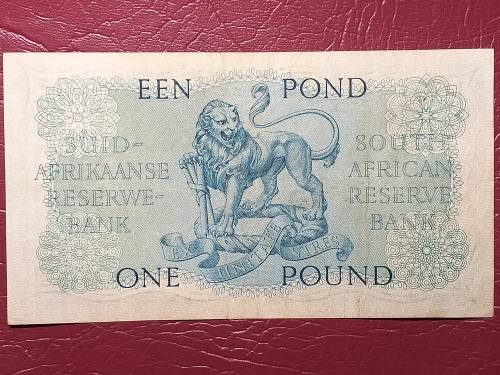 EEN POND
SUID-
AFRIKAANSE
RESERWE-
BANK
SOUTH
AFRICAN
RESERVE
BANK
EX UNITATE VIRES
ONE POUND